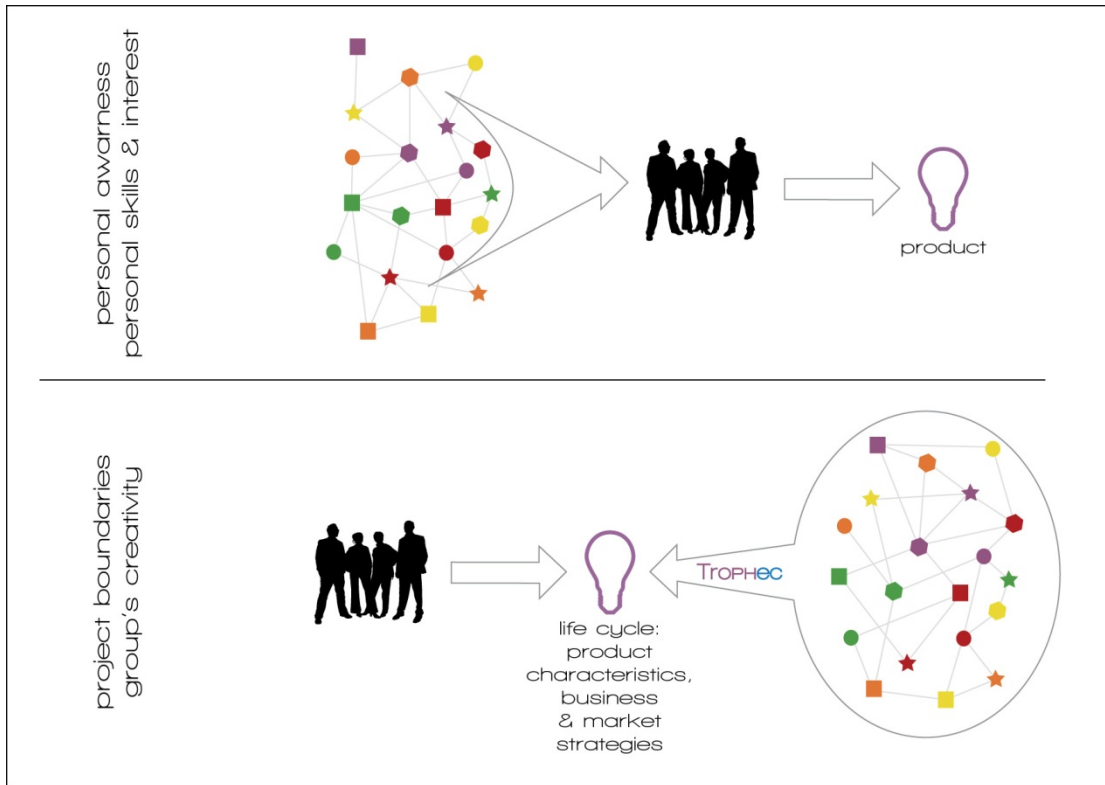 personal awarness
personal skills & interest
product
project boundaries
group's creativity
TROPHEC
life cycle:
product
characteristics,
business
& market
strategies